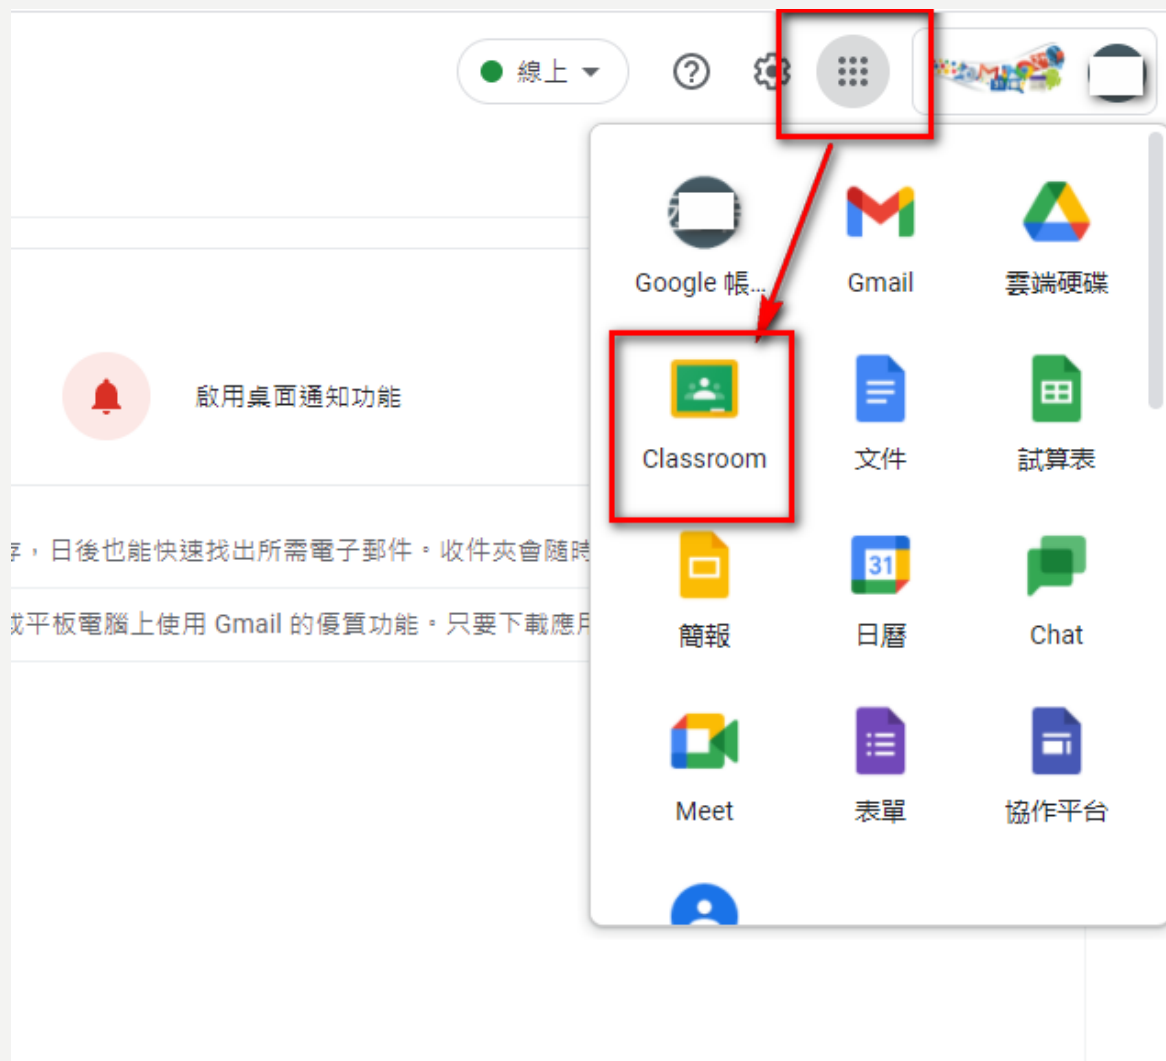 線上
Google 帳...
Gmail
雲端硬碟
啟用桌面通知功能
Classroom
文件
試算表
，日後也能快速找出所需電子郵件。收件夾會隨時
31
簡報
日曆
Chat
或平板電腦上使用 Gmail 的優質功能。只要下載應用
Meet
表單
協作平台